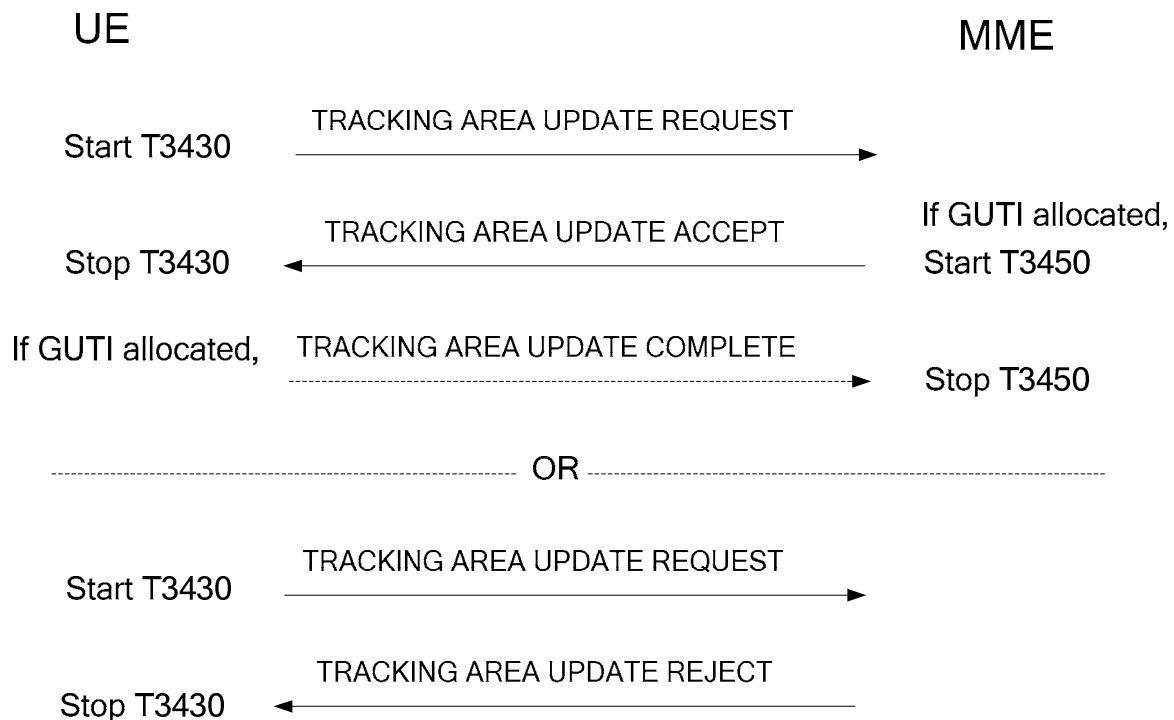 UE
MME
TRACKING AREA UPDATE REQUEST
Start T3430
If GUTI allocated,
TRACKING AREA UPDATE ACCEPT
Stop T3430
Start T3450
If GUTI allocated,
TRACKING AREA UPDATE COMPLETE
Stop T3450
OR
TRACKING AREA UPDATE REQUEST
Start T3430
TRACKING AREA UPDATE REJECT
Stop T3430